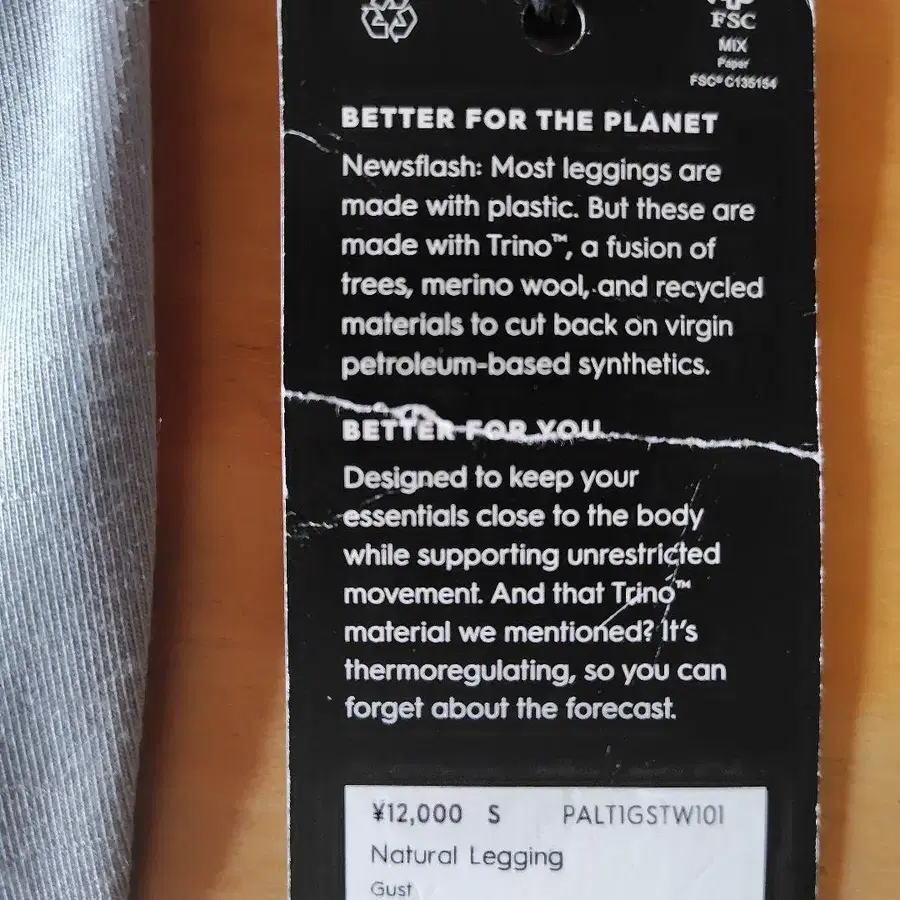 FSC
MIX
Paper
FSC® C135154
BETTER FOR THE PLANET
Newsflash: Most leggings are
made with plastic. But these are
made with Trino™, a fusion of
trees, merino wool, and recycled
materials to cut back on virgin
petroleum-based synthetics.
BETTER FOR YOU
Designed to keep your
essentials close to the body
while supporting unrestricted
movement. And that Trino™
material we mentioned? It's
thermoregulating, so you can
forget about the forecast.
¥12,000 S PALT1GSTW101
Natural Legging
Gust